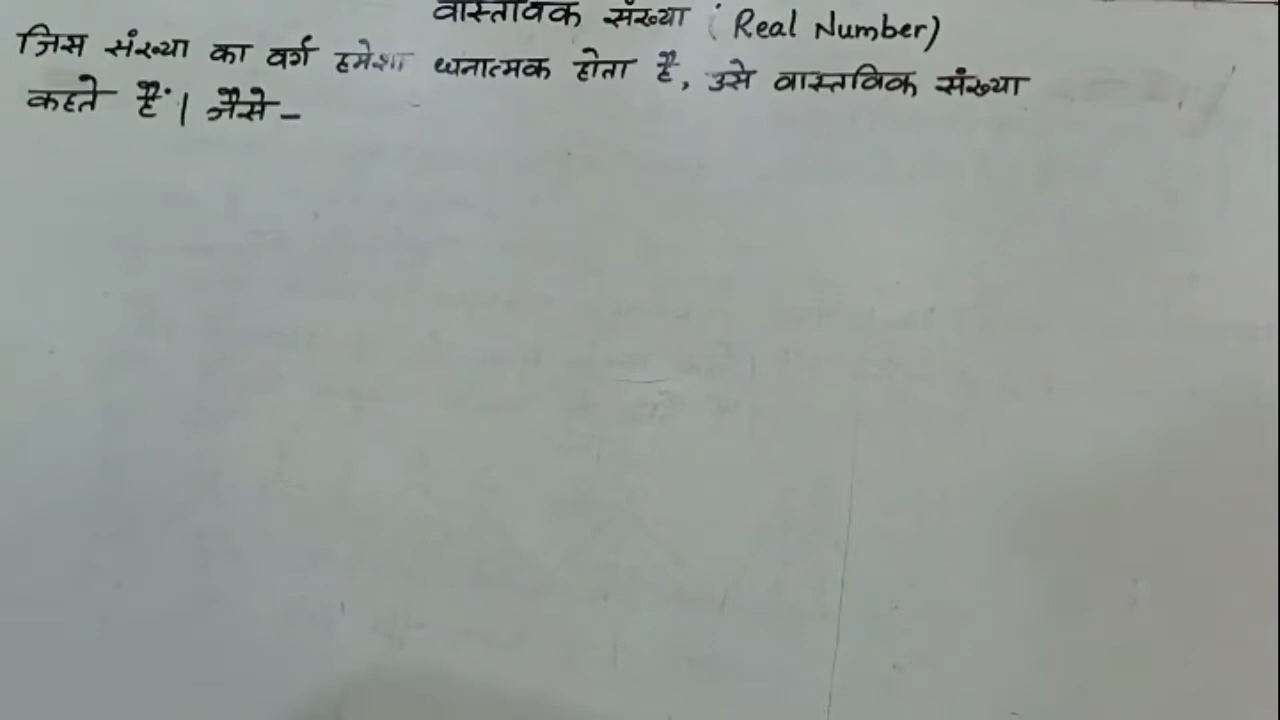 वास्तविक संख्या (Real Number)
जिस संख्या का वर्ग हमेशा धनात्मक होता है, उसे वास्तविक संख्या
कहते हैं। जैसे -